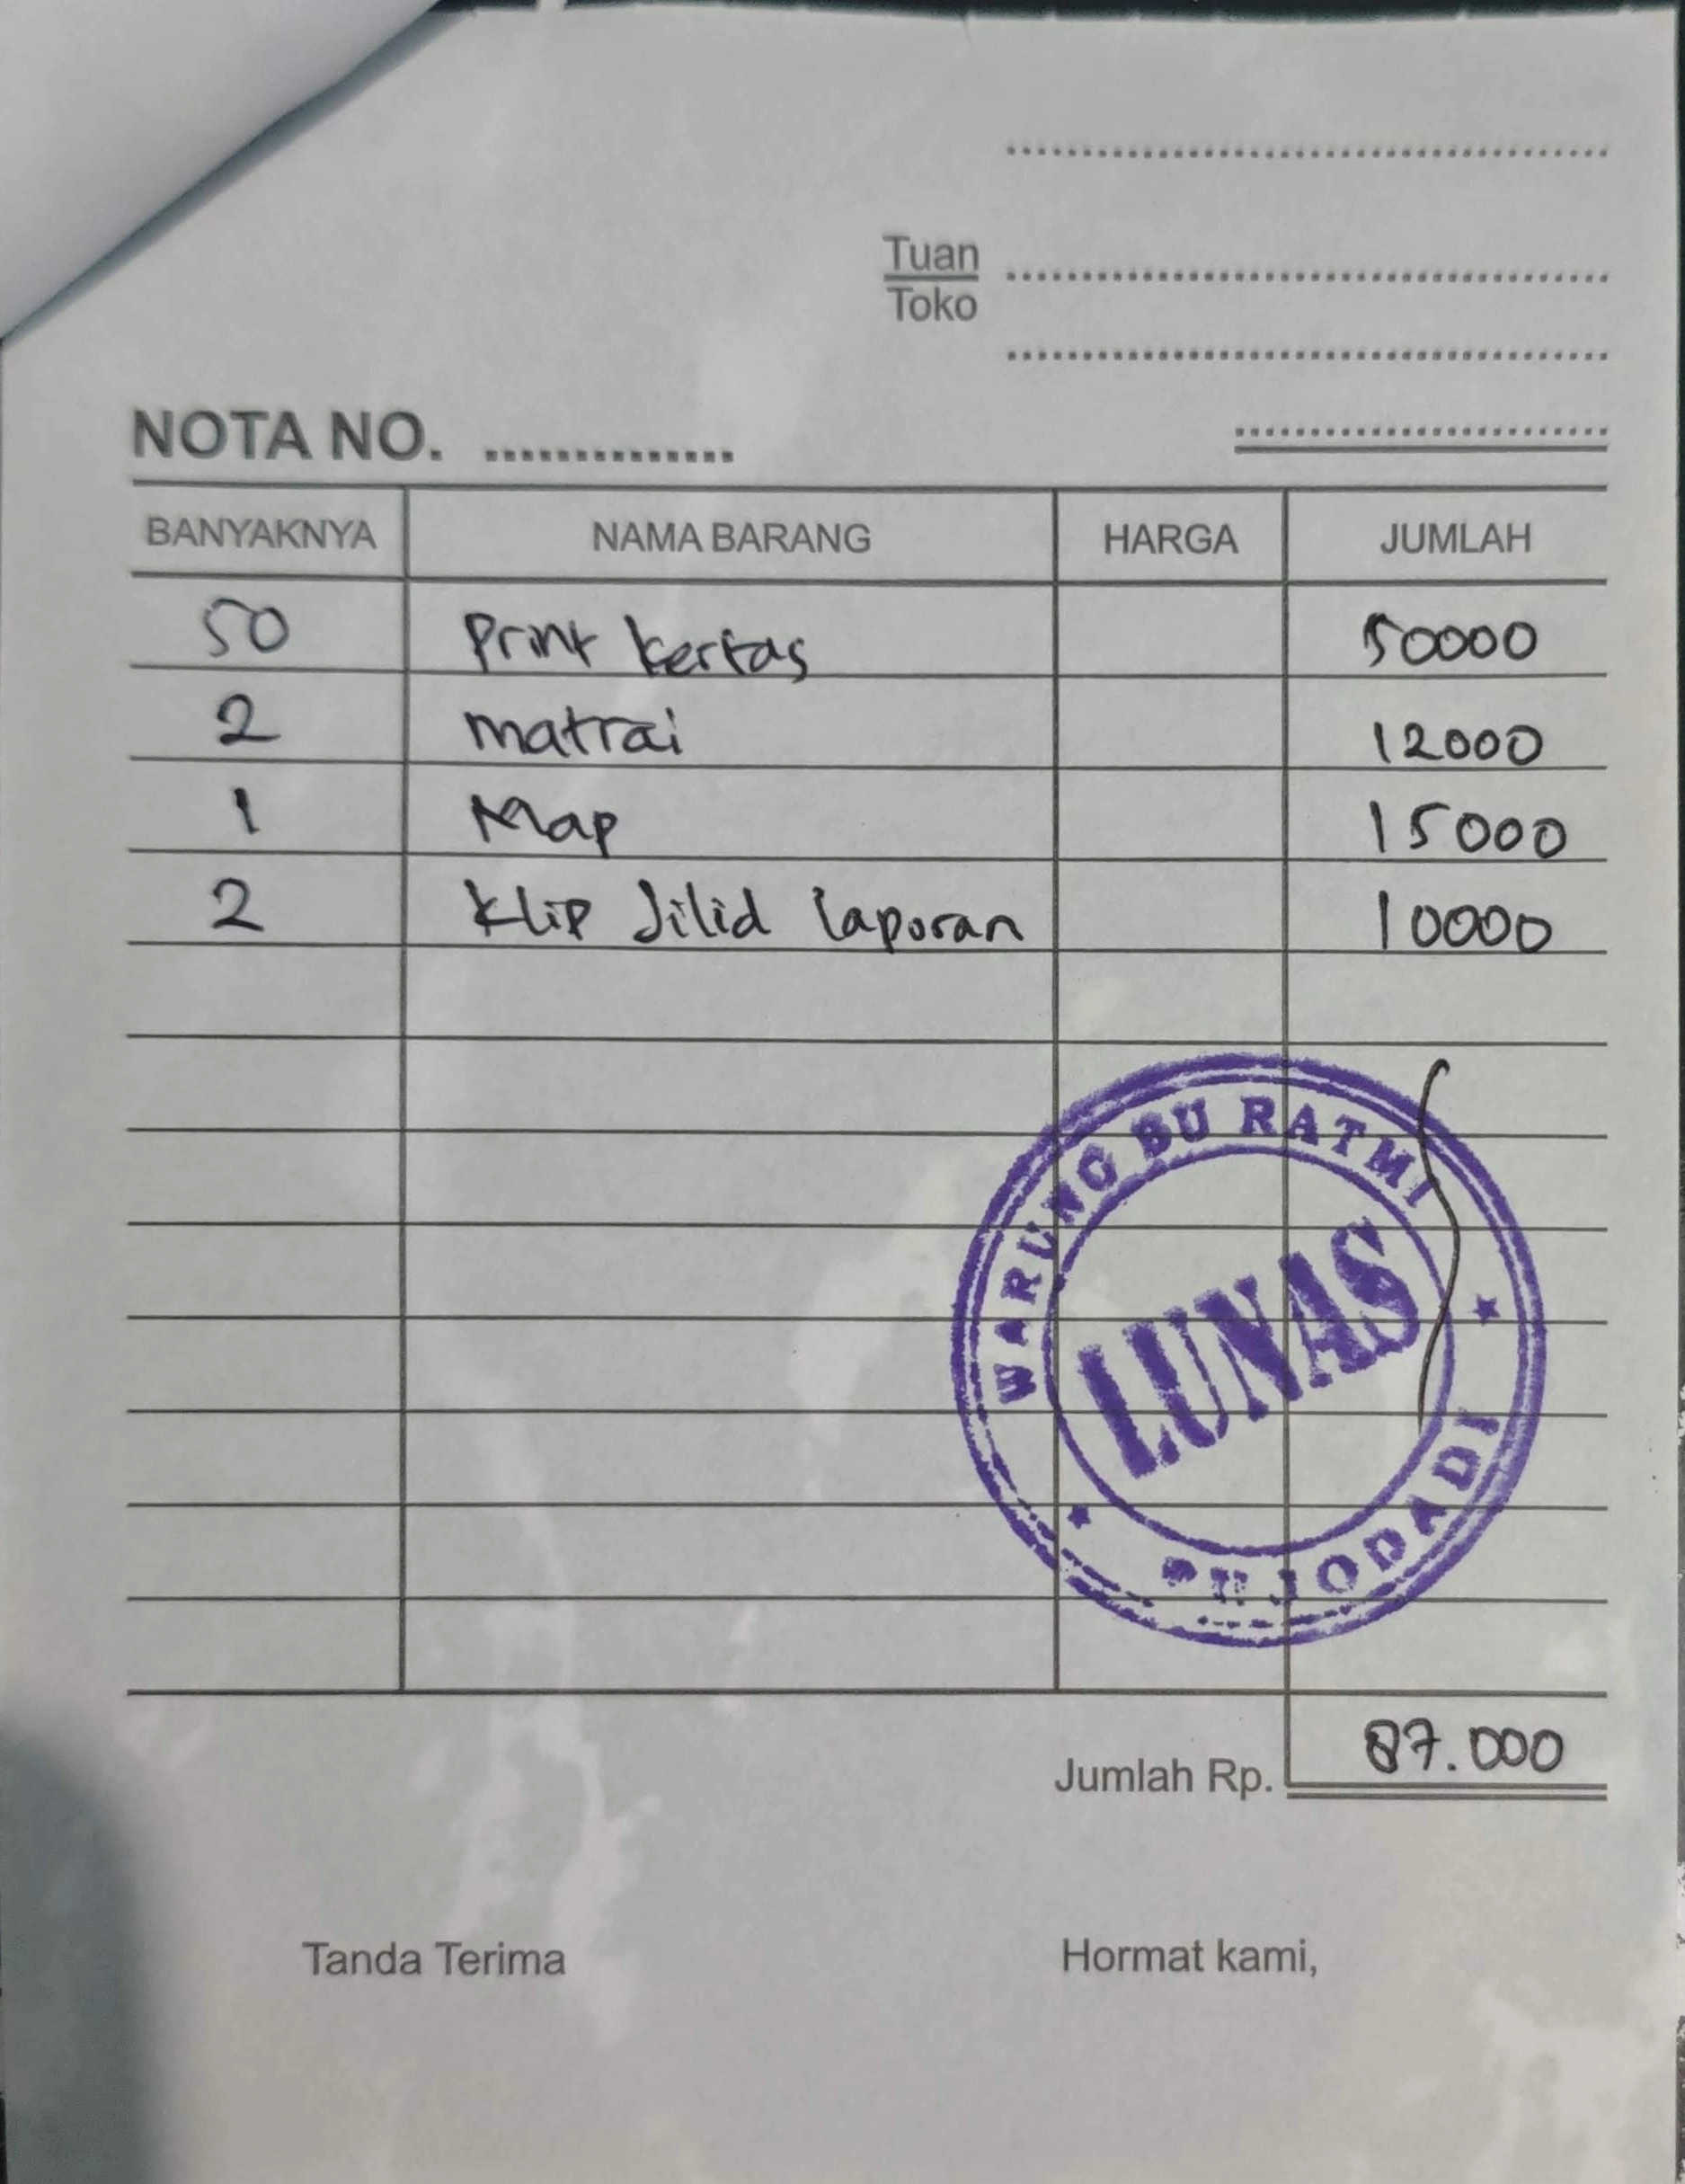 Tuan
Toko
NOTA NO. ..............
BANYAKNYA NAMA BARANG HARGA JUMLAH
50 Print kertas 50000
2 matrai 12000
1 Map 15000
2 Klip Jilid laporan 10000
WARUNG BU RATMI
LUNAS
PUJODADI
Jumlah Rp. 87.000
Tanda Terima Hormat kami,